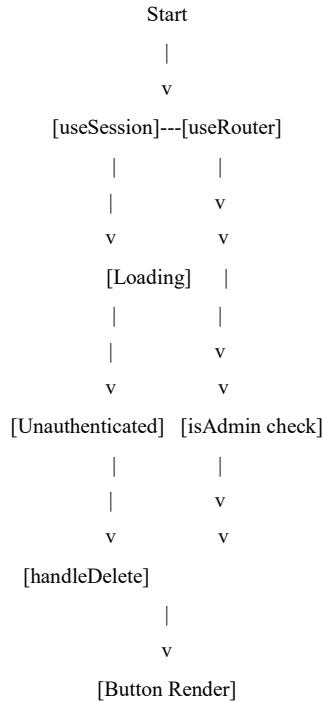 Start
|
v
[useSession]---[useRouter]
| |
| v
v v
[Loading] |
| |
| v
v v
[Unauthenticated] [isAdmin check]
| |
| v
v v
[handleDelete]
|
v
[Button Render]